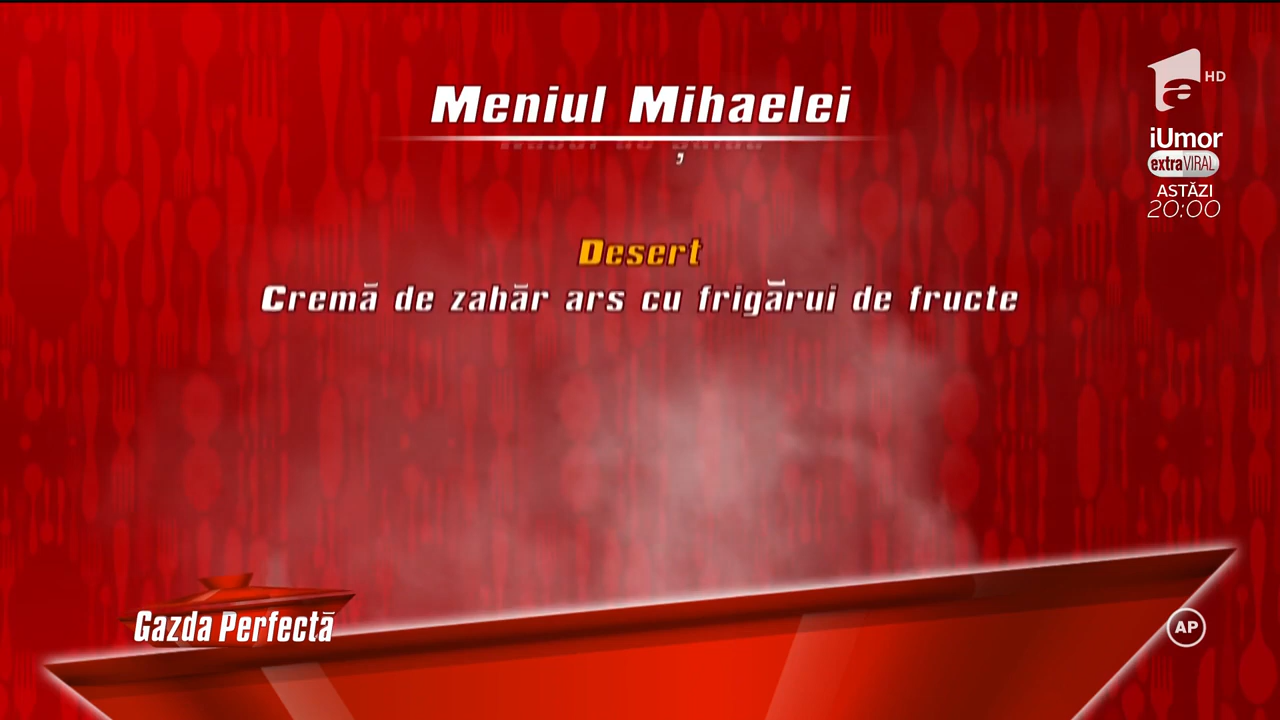 Meniul Mihaelei
Desert
Cremă de zahăr ars cu frigărui de fructe
a HD
iUmor
extraVIRAL
ASTĂZI
20:00
Gazda Perfectă
AP